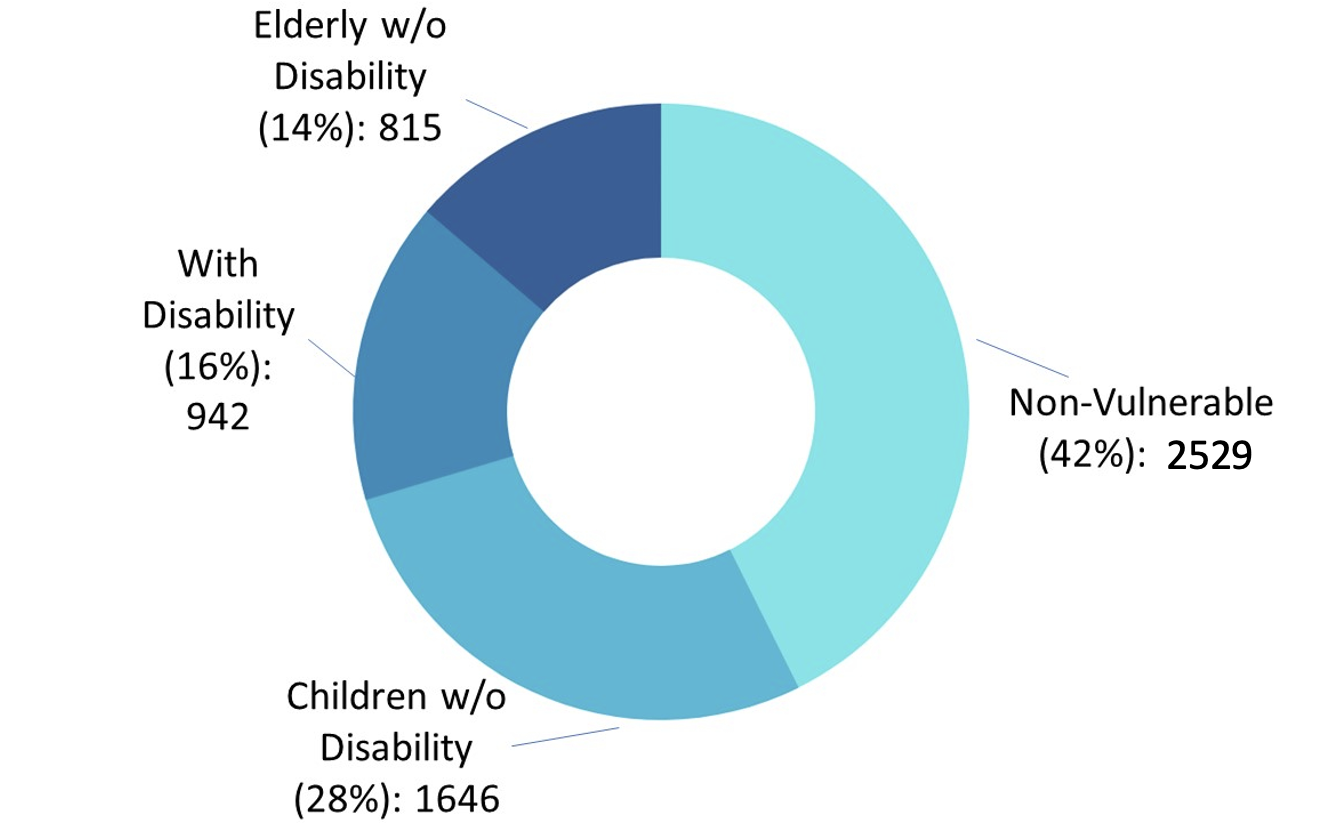 Elderly w/o
Disability
(14%): 815
With
Disability
(16%):
942
Non-Vulnerable
(42%): 2529
Children w/o
Disability
(28%): 1646